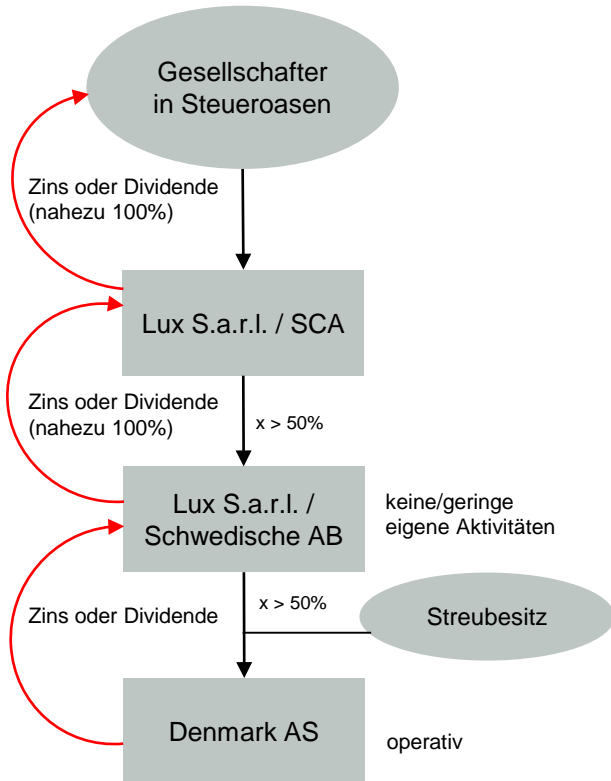 Gesellschafter
in Steueroasen
Zins oder Dividende
(nahezu 100%)
Lux S.a.r.l. / SCA
Zins oder Dividende
(nahezu 100%)
x > 50%
Lux S.a.r.l. /
Schwedische AB
keine/geringe
eigene Aktivitäten
Zins oder Dividende
x > 50%
Streubesitz
Denmark AS
operativ